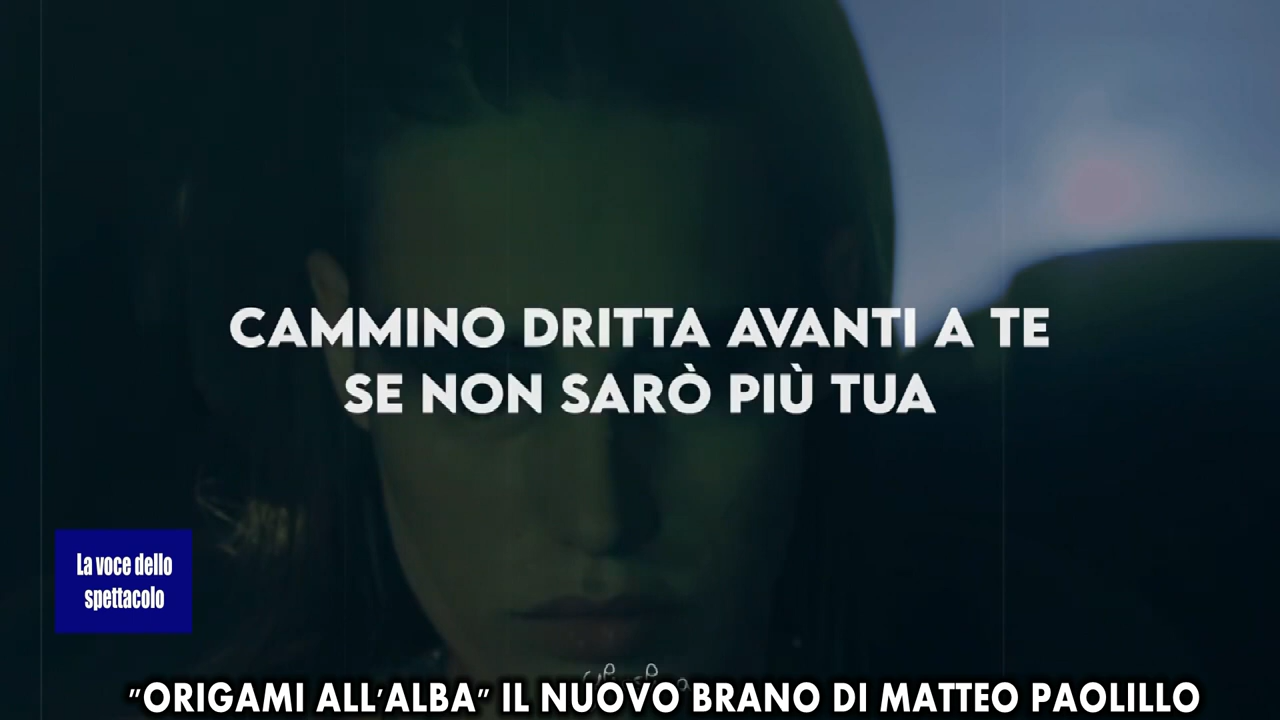 CAMMINO DRITTA AVANTI A TE
SE NON SARÒ PIÙ TUA
La voce dello
spettacolo
"ORIGAMI ALL'ALBA" IL NUOVO BRANO DI MATTEO PAOLILLO